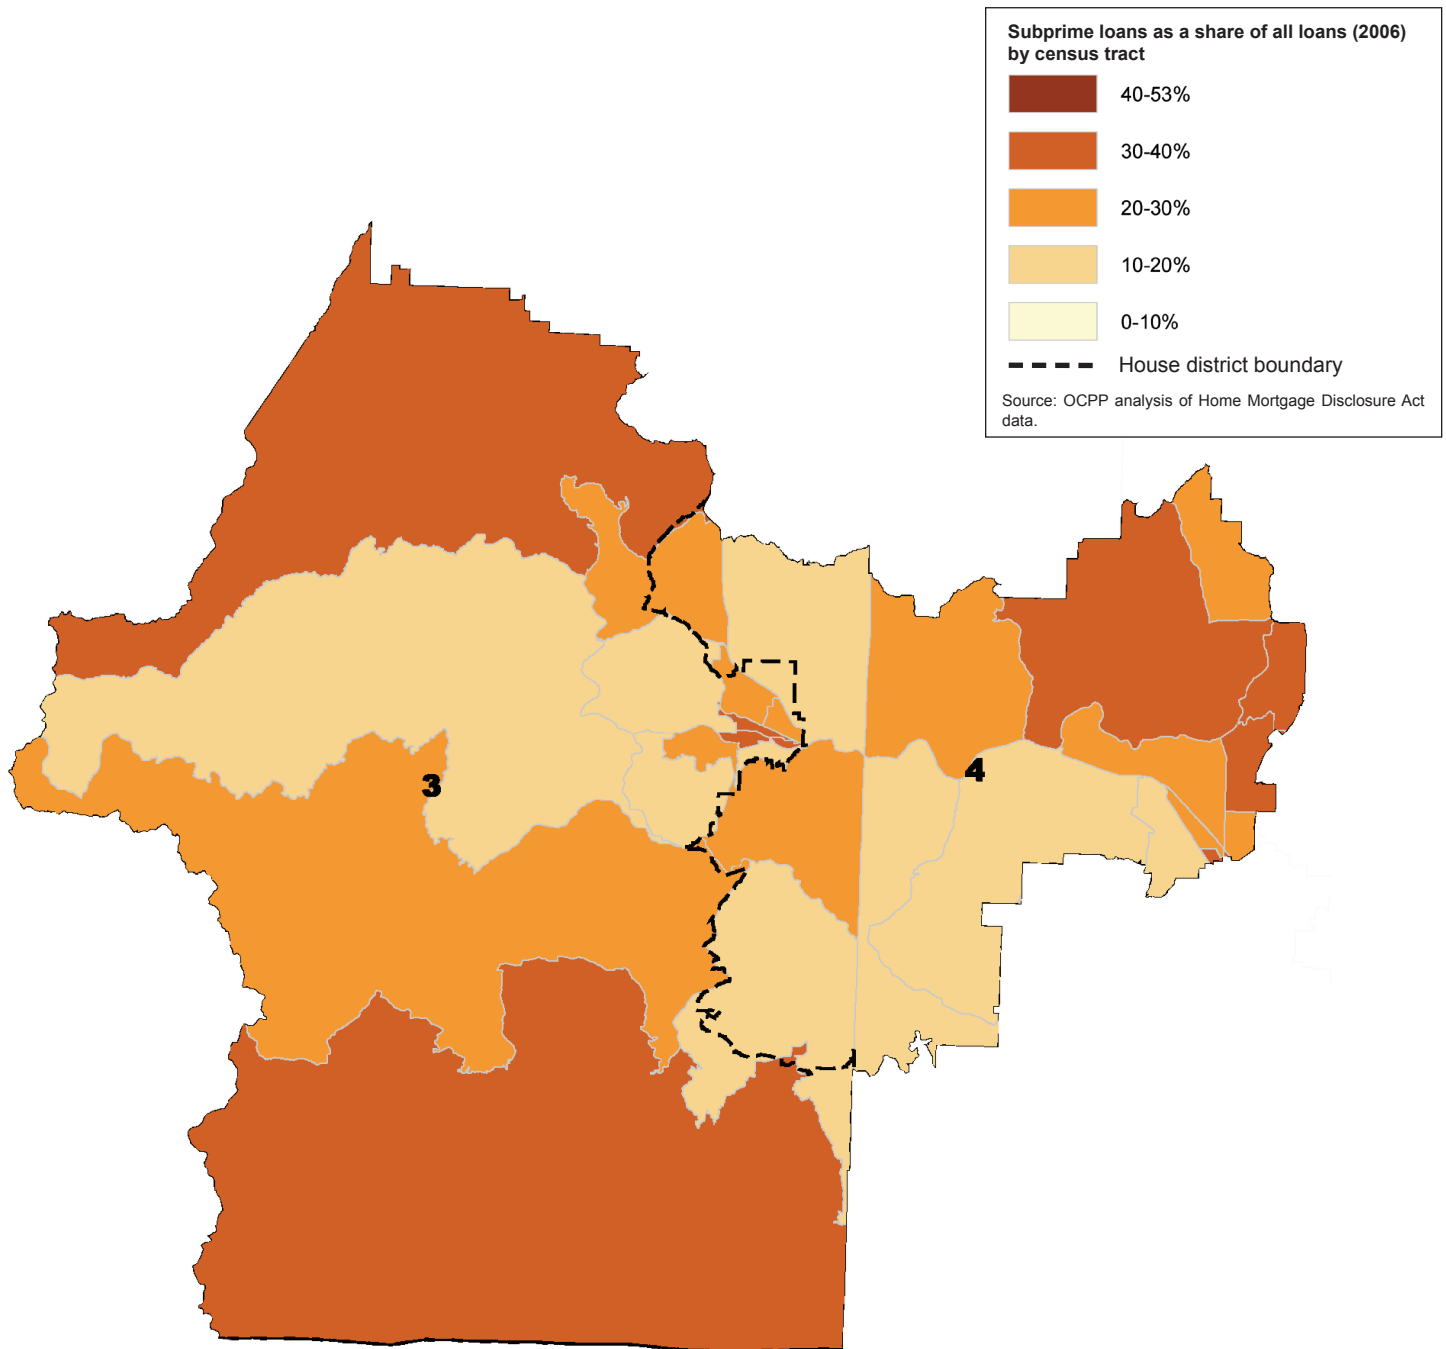 Subprime loans as a share of all loans (2006)
by census tract
40-53%
30-40%
20-30%
10-20%
0-10%
House district boundary
Source: OCPP analysis of Home Mortgage Disclosure Act
data.
3
4